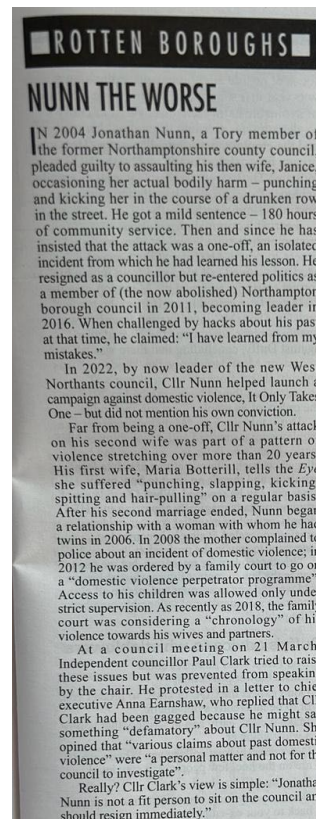 ROTTEN BOROUGHS
NUNN THE WORSE
IN 2004 Jonathan Nunn, a Tory member of
the former Northamptonshire county council
pleaded guilty to assaulting his then wife, Janice,
occasioning her actual bodily harm – punching
and kicking her in the course of a drunken row
in the street. He got a mild sentence – 180 hours
of community service. Then and since he has
insisted that the attack was a one-off, an isolated
incident from which he had learned his lesson. He
resigned as a councillor but re-entered politics as
a member of (the now abolished) Northampton
borough council in 2011, becoming leader in
2016. When challenged by hacks about his pas
at that time, he claimed: “I have learned from my
mistakes.”
In 2022, by now leader of the new Wes
Northants council, Cllr Nunn helped launch a
campaign against domestic violence, It Only Takes
One – but did not mention his own conviction.
Far from being a one-off, Cllr Nunn’s attack
on his second wife was part of a pattern o
violence stretching over more than 20 years
His first wife, Maria Botterill, tells the Eye
she suffered “punching, slapping, kicking
spitting and hair-pulling” on a regular basis
After his second marriage ended, Nunn began
a relationship with a woman with whom he had
twins in 2006. In 2008 the mother complained to
police about an incident of domestic violence; in
2012 he was ordered by a family court to go on
a “domestic violence perpetrator programme”
Access to his children was allowed only unde
strict supervision. As recently as 2018, the family
court was considering a “chronology” of hi
violence towards his wives and partners.
At a council meeting on 21 March
Independent councillor Paul Clark tried to rais
these issues but was prevented from speakin
by the chair. He protested in a letter to chie
executive Anna Earnshaw, who replied that Cl
Clark had been gagged because he might sa
something “defamatory” about Cllr Nunn. Sh
opined that “various claims about past domesti
violence” were “a personal matter and not for th
council to investigate”.
Really? Cllr Clark’s view is simple: “Jonatha
Nunn is not a fit person to sit on the council an
should resign immediately.”